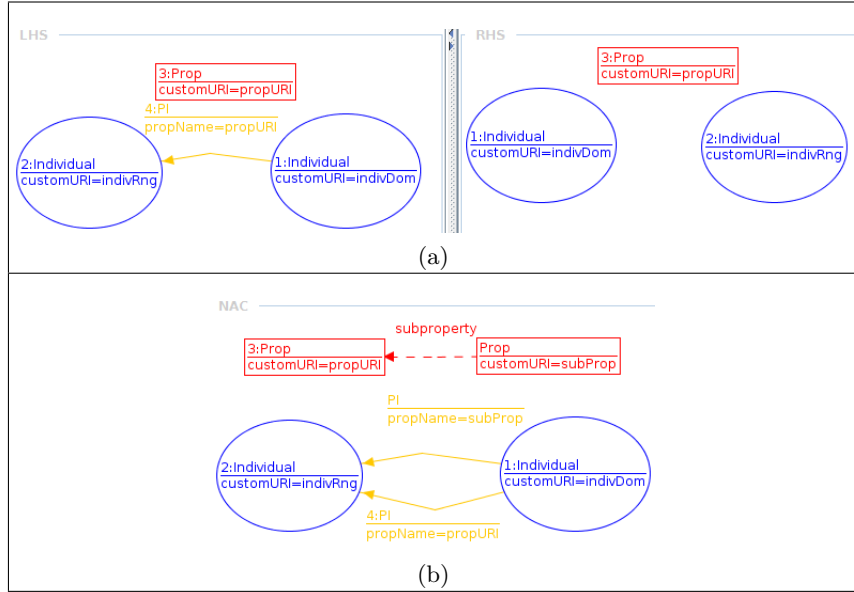 LHS
RHS
3:Prop
customURI=propURI
4:PI
propName=propURI
2:Individual
customURI=indivRng
1:Individual
customURI=indivDom
3:Prop
customURI=propURI
1:Individual
customURI=indivDom
2:Individual
customURI=indivRng
(a)
NAC
subproperty
3:Prop
customURI=propURI
Prop
customURI=subProp
PI
propName=subProp
2:Individual
customURI=indivRng
1:Individual
customURI=indivDom
4:PI
propName=propURI
(b)